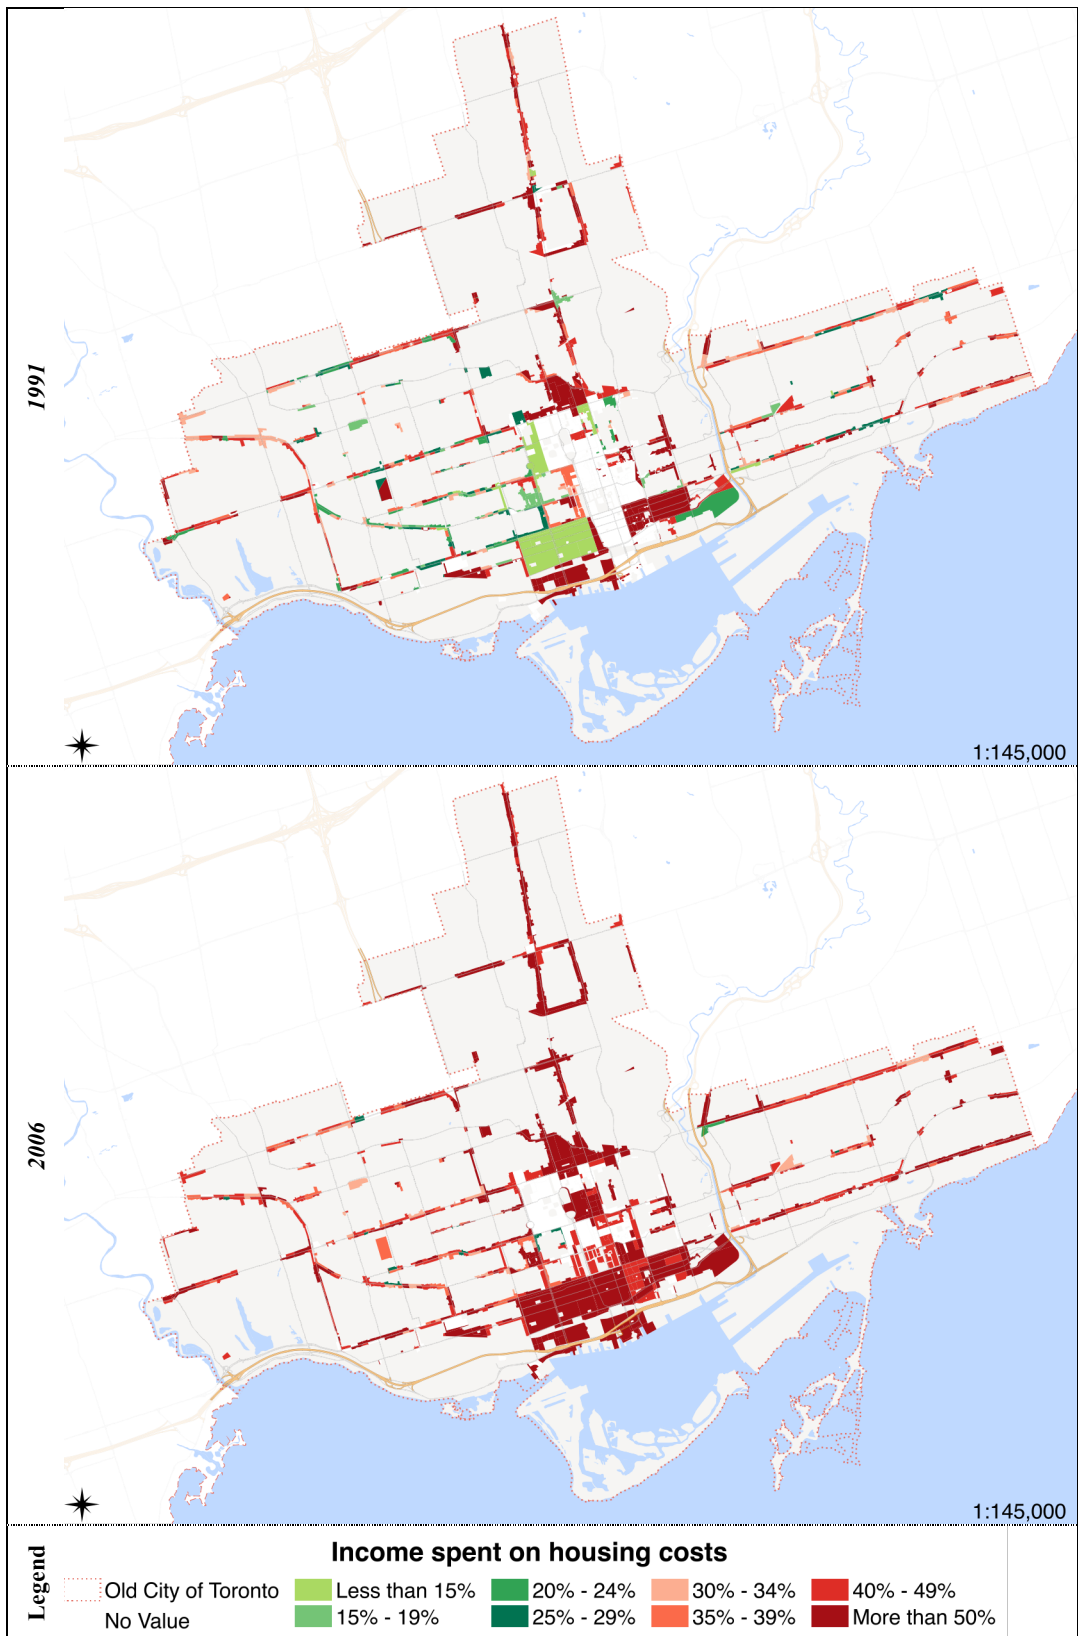 1991
1:145,000
2006
1:145,000
Legend
Income spent on housing costs
Old City of Toronto
Less than 15%
20% - 24%
30% - 34%
40% - 49%
No Value
15% - 19%
25% - 29%
35% - 39%
More than 50%